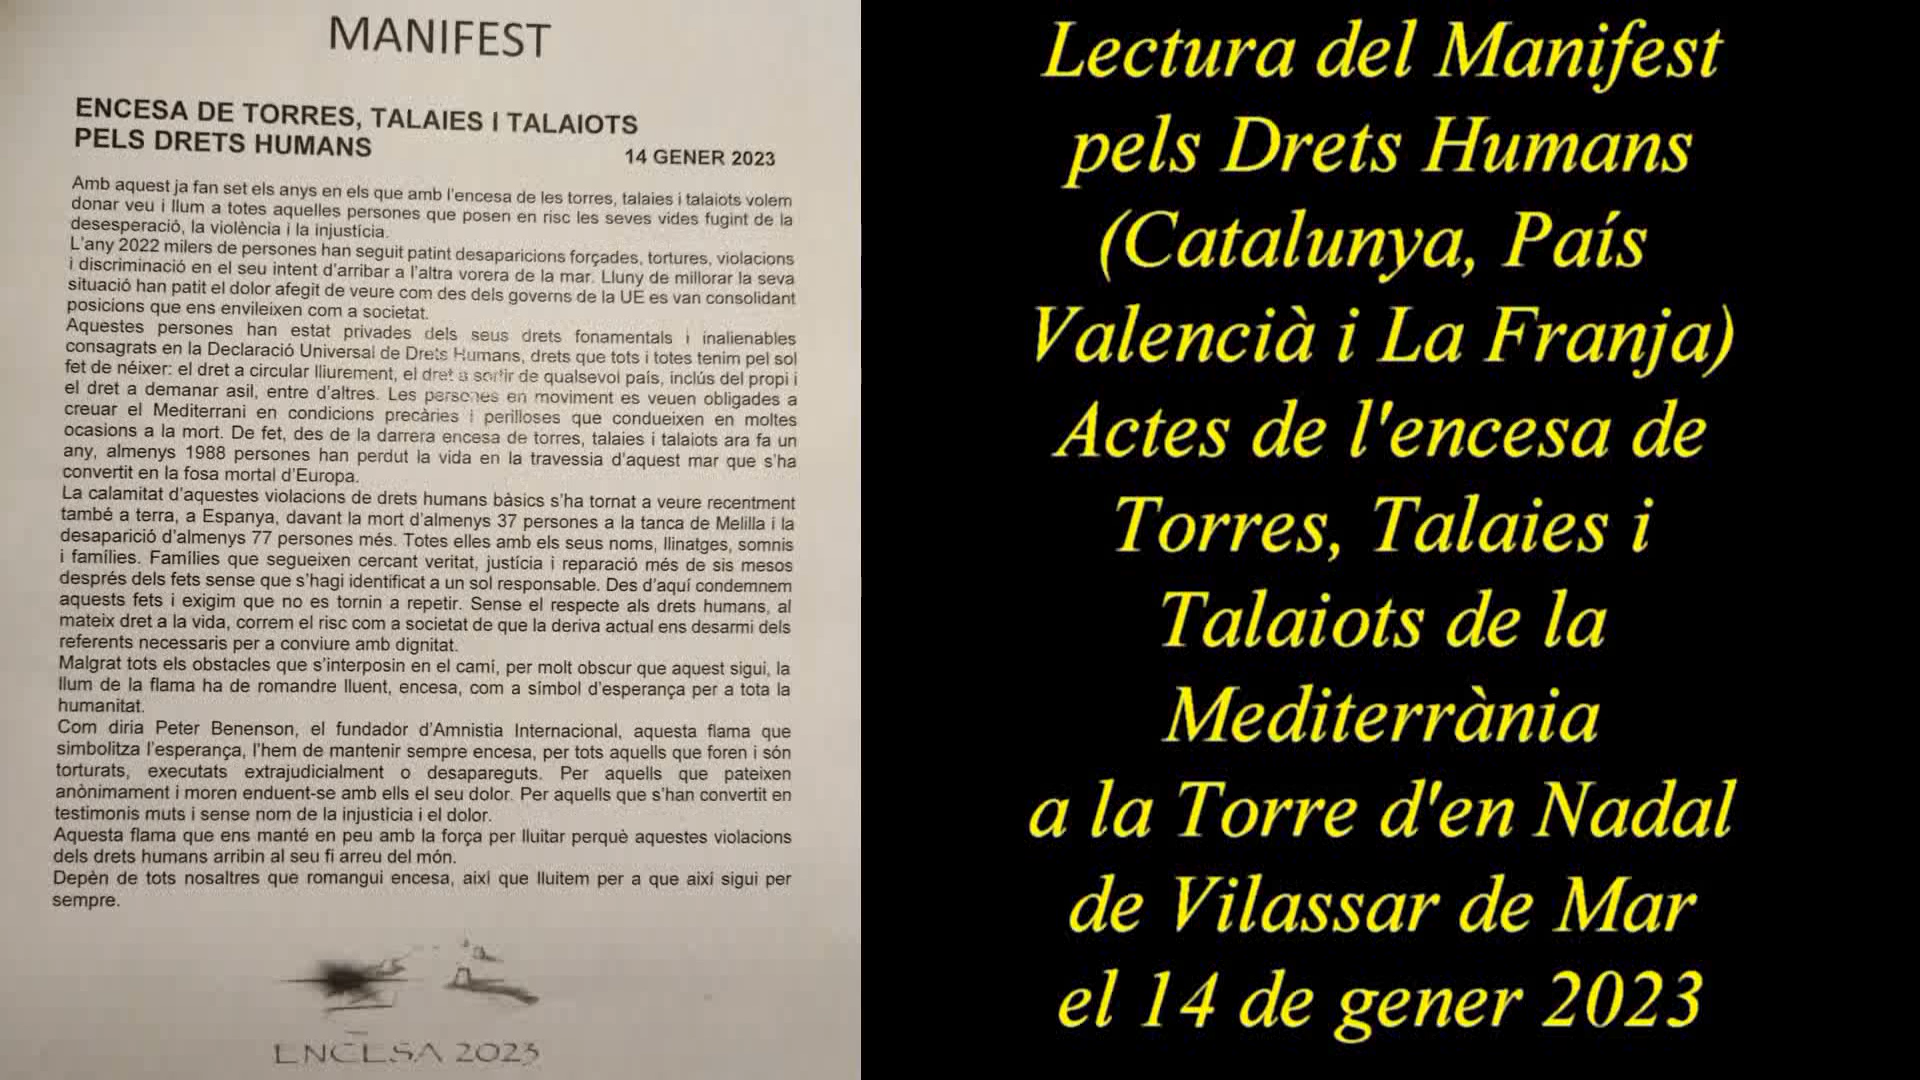 MANIFEST
ENCESA DE TORRES, TALAIES I TALAIOTS
PELS DRETS HUMANS
14 GENER 2023
Amb aquest ja fan set els anys en els que amb l'encesa de les torres, talaies i talaiots volem
donar veu i llum a totes aquelles persones que posen en risc les seves vides fugint de la
desesperació, la violència i la injustícia.
L'any 2022 milers de persones han seguit patint desaparicions forçades, tortures, violacions
i discriminació en el seu intent d'arribar a l'altra vorera de la mar. Lluny de millorar la seva
situació han patit el dolor afegit de veure com des dels governs de la UE es van consolidant
posicions que ens envileixen com a societat.
Aquestes persones han estat privades dels seus drets fonamentals i inalienables
consagrats en la Declaració Universal de Drets Humans, drets que tots i totes tenim pel sol
fet de néixer: el dret a circular lliurement, el dret a sortir de qualsevol país, inclús del propi i
el dret a demanar asil, entre d'altres. Les persones en moviment es veuen obligades a
creuar el Mediterrani en condicions precàries i perilloses que condueixen en moltes
ocasions a la mort. De fet, des de la darrera encesa de torres, talaies i talaiots ara fa un
any, almenys 1988 persones han perdut la vida en la travessia d'aquest mar que s'ha
convertit en la fosa mortal d'Europa.
La calamitat d'aquestes violacions de drets humans bàsics s'ha tornat a veure recentment
també a terra, a Espanya, davant la mort d'almenys 37 persones a la tanca de Melilla i la
desaparició d'almenys 77 persones més. Totes elles amb els seus noms, llinatges, somnis
i famílies. Famílies que segueixen cercant veritat, justícia i reparació més de sis mesos
després dels fets sense que s'hagi identificat a un sol responsable. Des d'aquí condemnem
aquests fets i exigim que no es tornin a repetir. Sense el respecte als drets humans, al
mateix dret a la vida, correm el risc com a societat de que la deriva actual ens desarmi dels
referents necessaris per a conviure amb dignitat.
Malgrat tots els obstacles que s'interposin en el camí, per molt obscur que aquest sigui, la
llum de la flama ha de romandre lluent, encesa, com a símbol d'esperança per a tota la
humanitat.
Com diria Peter Benenson, el fundador d'Amnistia Internacional, aquesta flama que
simbolitza l'esperança, l'hem de mantenir sempre encesa, per tots aquells que foren i són
torturats, executats extrajudicialment o desapareguts. Per aquells que pateixen
anònimament i moren enduent-se amb ells el seu dolor. Per aquells que s'han convertit en
testimonis muts i sense nom de la injustícia i el dolor.
Aquesta flama que ens manté en peu amb la força per lluitar perquè aquestes violacions
dels drets humans arribin al seu fi arreu del món.
Depèn de tots nosaltres que romangui encesa, així que lluitem per a que així sigui per
sempre.
ENCESA 2023
Lectura del Manifest
pels Drets Humans
(Catalunya, País
Valencià i La Franja)
Actes de l'encesa de
Torres, Talaies i
Talaiots de la
Mediterrània
a la Torre d'en Nadal
de Vilassar de Mar
el 14 de gener 2023